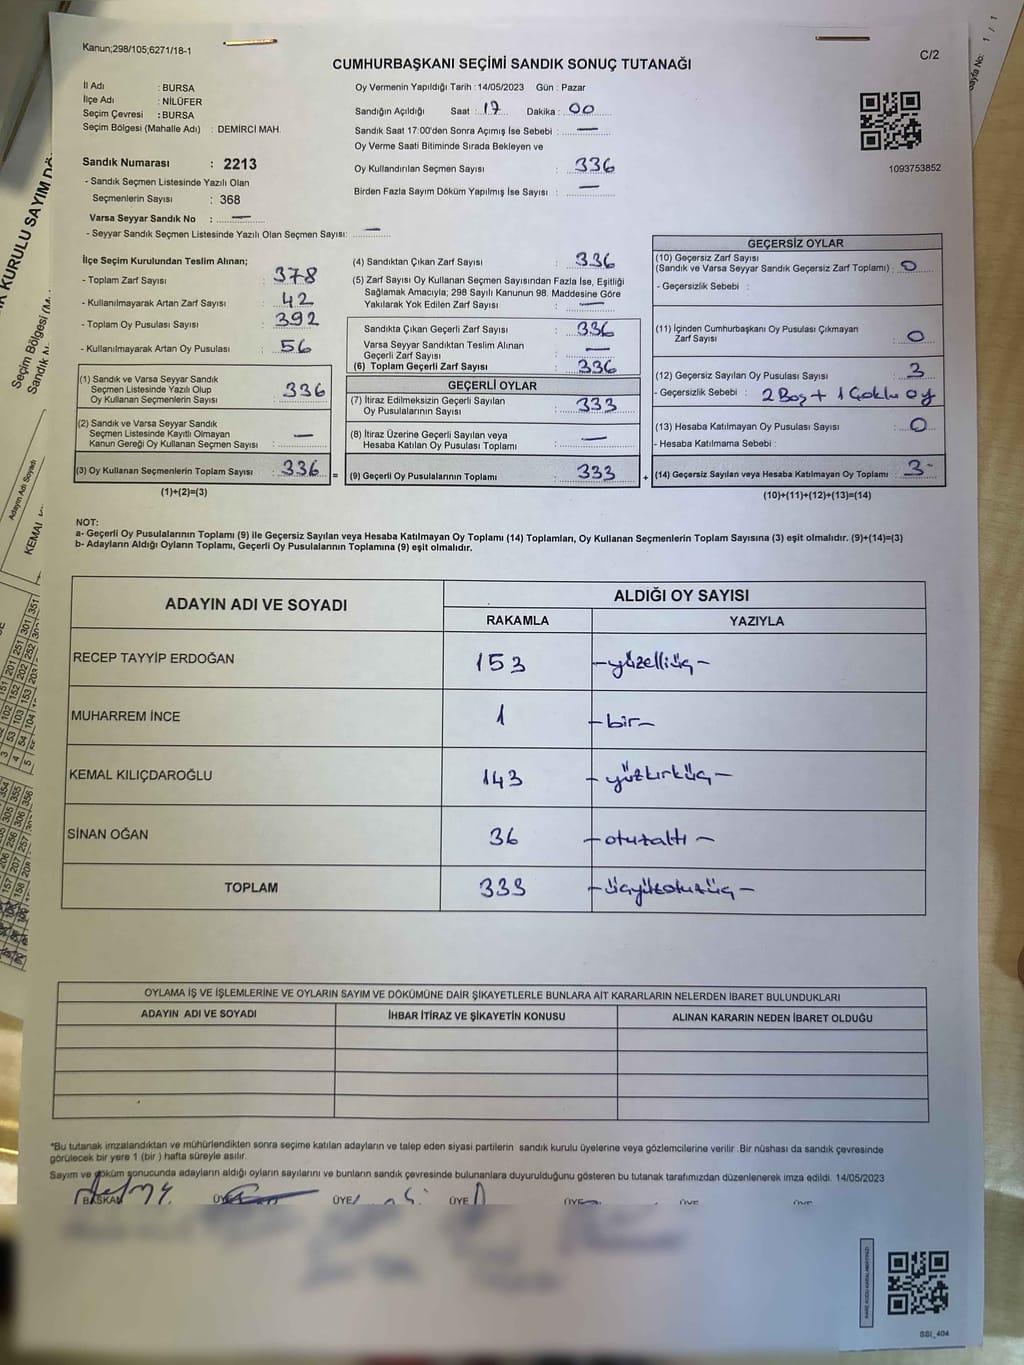 Kanun;298/105;6271/18-1
C/2
CUMHURBAŞKANI SEÇİMİ SANDIK SONUÇ TUTANAĞI
İl Adı : BURSA
İlçe Adı : NİLÜFER
Seçim Çevresi : BURSA
Seçim Bölgesi (Mahalle Adı) : DEMİRCİ MAH.
Sandık Numarası : 2213
- Sandık Seçmen Listesinde Yazılı Olan
Seçmenlerin Sayısı : 368
Varsa Seyyar Sandık No : —
- Seyyar Sandık Seçmen Listesinde Yazılı Olan Seçmen Sayısı: —
Oy Vermenin Yapıldığı Tarih : 14/05/2023 Gün : Pazar
Sandığın Açıldığı Saat : 17 Dakika : 00
Sandık Saat 17:00'den Sonra Açımış İse Sebebi : —
Oy Verme Saati Bitiminde Sırada Bekleyen ve
Oy Kullandırılan Seçmen Sayısı : 336
Birden Fazla Sayım Döküm Yapılmış İse Sayısı : —
1093753852
İlçe Seçim Kurulundan Teslim Alınan;
- Toplam Zarf Sayısı : 378
- Kullanılmayarak Artan Zarf Sayısı : 42
- Toplam Oy Pusulası Sayısı : 392
- Kullanılmayarak Artan Oy Pusulası : 56
(1) Sandık ve Varsa Seyyar Sandık
Seçmen Listesinde Yazılı Olup
Oy Kullanan Seçmenlerin Sayısı : 336
(2) Sandık ve Varsa Seyyar Sandık
Seçmen Listesinde Kayıtlı Olmayan
Kanun Gereği Oy Kullanan Seçmen Sayısı : —
(3) Oy Kullanan Seçmenlerin Toplam Sayısı : 336 =
(1)+(2)=(3)
(4) Sandıktan Çıkan Zarf Sayısı : 336
(5) Zarf Sayısı Oy Kullanan Seçmen Sayısından Fazla İse, Eşitliği
Sağlamak Amacıyla; 298 Sayılı Kanunun 98. Maddesine Göre
Yakılarak Yok Edilen Zarf Sayısı : —
Sandıkta Çıkan Geçerli Zarf Sayısı : 336
Varsa Seyyar Sandıktan Teslim Alınan
Geçerli Zarf Sayısı : —
(6) Toplam Geçerli Zarf Sayısı : 336
GEÇERLİ OYLAR
(7) İtiraz Edilmeksizin Geçerli Sayılan
Oy Pusulalarının Sayısı : 333
(8) İtiraz Üzerine Geçerli Sayılan veya
Hesaba Katılan Oy Pusulası Toplamı : —
(9) Geçerli Oy Pusulalarının Toplamı : 333 +
GEÇERSİZ OYLAR
(10) Geçersiz Zarf Sayısı
(Sandık ve Varsa Seyyar Sandık Geçersiz Zarf Toplamı) : 0
- Geçersizlik Sebebi :
(11) İçinden Cumhurbaşkanı Oy Pusulası Çıkmayan
Zarf Sayısı : 0
(12) Geçersiz Sayılan Oy Pusulası Sayısı : 3
- Geçersizlik Sebebi : 2 Boş + 1 Çoklu oy
(13) Hesaba Katılmayan Oy Pusulası Sayısı : 0
- Hesaba Katılmama Sebebi :
(14) Geçersiz Sayılan veya Hesaba Katılmayan Oy Toplamı : 3
(10)+(11)+(12)+(13)=(14)
NOT:
a- Geçerli Oy Pusulalarının Toplamı (9) ile Geçersiz Sayılan veya Hesaba Katılmayan Oy Toplamı (14) Toplamları, Oy Kullanan Seçmenlerin Toplam Sayısına (3) eşit olmalıdır. (9)+(14)=(3)
b- Adayların Aldığı Oyların Toplamı, Geçerli Oy Pusulalarının Toplamına (9) eşit olmalıdır.
ADAYIN ADI VE SOYADI
ALDIĞI OY SAYISI
RAKAMLA YAZIYLA
RECEP TAYYİP ERDOĞAN 153 –yüzelliüç–
MUHARREM İNCE 1 –bir–
KEMAL KILIÇDAROĞLU 143 –yüzkırküç–
SİNAN OĞAN 36 –otuzaltı–
TOPLAM 333 –üçyüzotuzüç–
OYLAMA İŞ VE İŞLEMLERİNE VE OYLARIN SAYIM VE DÖKÜMÜNE DAİR ŞİKAYETLERLE BUNLARA AİT KARARLARIN NELERDEN İBARET BULUNDUKLARI
ADAYIN ADI VE SOYADI İHBAR İTİRAZ VE ŞİKAYETİN KONUSU ALINAN KARARIN NEDEN İBARET OLDUĞU
*Bu tutanak imzalandıktan ve mühürlendikten sonra seçime katılan adayların ve talep eden siyasi partilerin sandık kurulu üyelerine veya gözlemcilerine verilir .Bir nüshası da sandık çevresinde
görülecek bir yere 1 (bir ) hafta süreyle asılır.
Sayım ve döküm sonucunda adayların aldığı oyların sayılarını ve bunların sandık çevresinde bulunanlara duyurulduğunu gösteren bu tutanak tarafımızdan düzenlenerek imza edildi. 14/05/2023
BAŞKAN ÜYE ÜYE ÜYE ÜYE ÜYE ÜYE
SSI_404